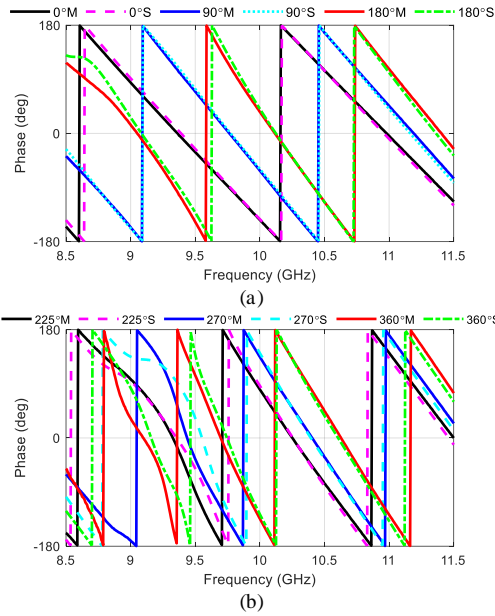 0°M 0°S 90°M 90°S 180°M 180°S
180
0
-180
Phase (deg)
8.5 9 9.5 10 10.5 11 11.5
Frequency (GHz)
(a)
225°M 225°S 270°M 270°S 360°M 360°S
180
0
-180
Phase (deg)
8.5 9 9.5 10 10.5 11 11.5
Frequency (GHz)
(b)